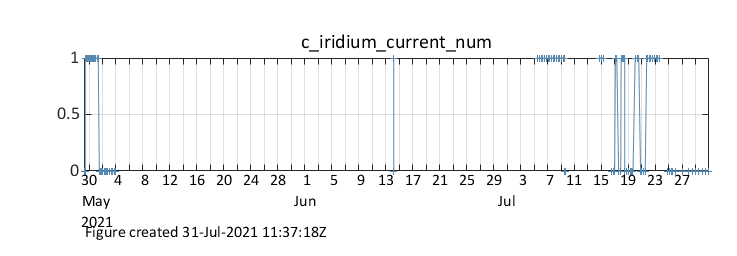 c_iridium_current_num
1
0.5
0
30 4 8 12 16 20 24 28 1 5 9 13 17 21 25 29 3 7 11 15 19 23 27
May Jun Jul
2021
Figure created 31-Jul-2021 11:37:18Z